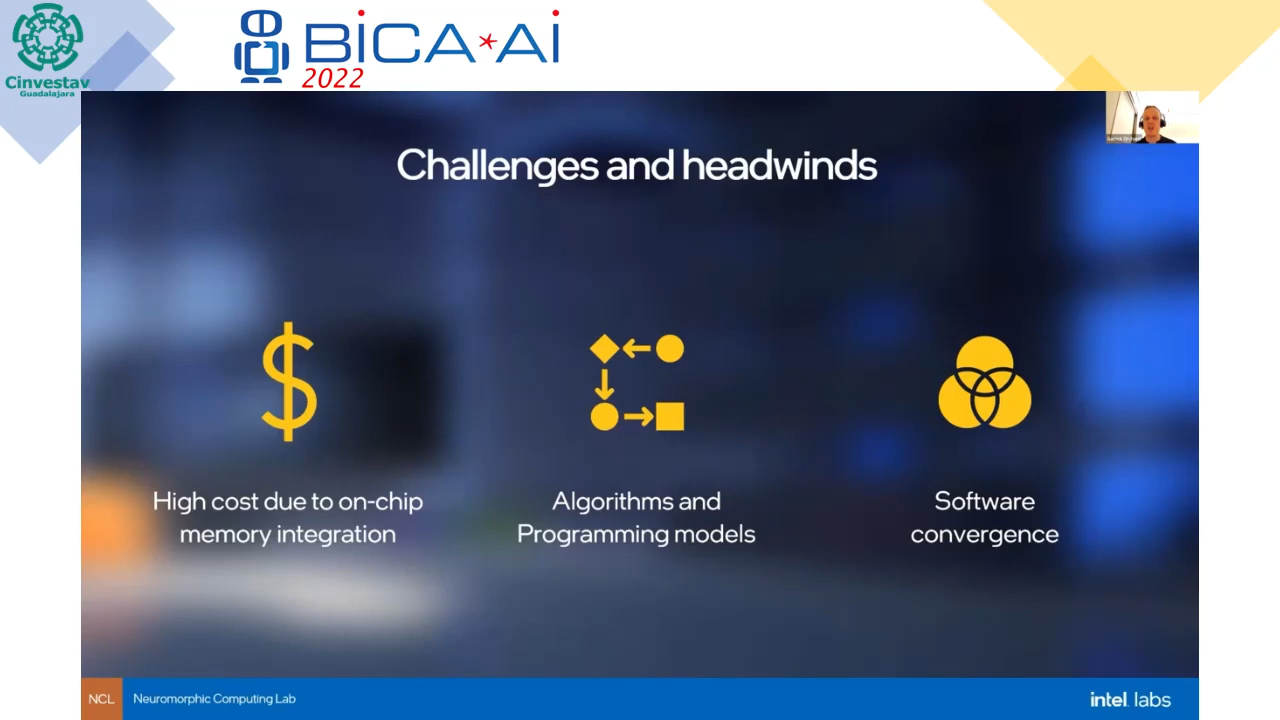 Cinvestav
Guadalajara
BiCA*Ai
2022
Challenges and headwinds
High cost due to on-chip
memory integration
Algorithms and
Programming models
Software
convergence
NCL
Neuromorphic Computing Lab
intel labs